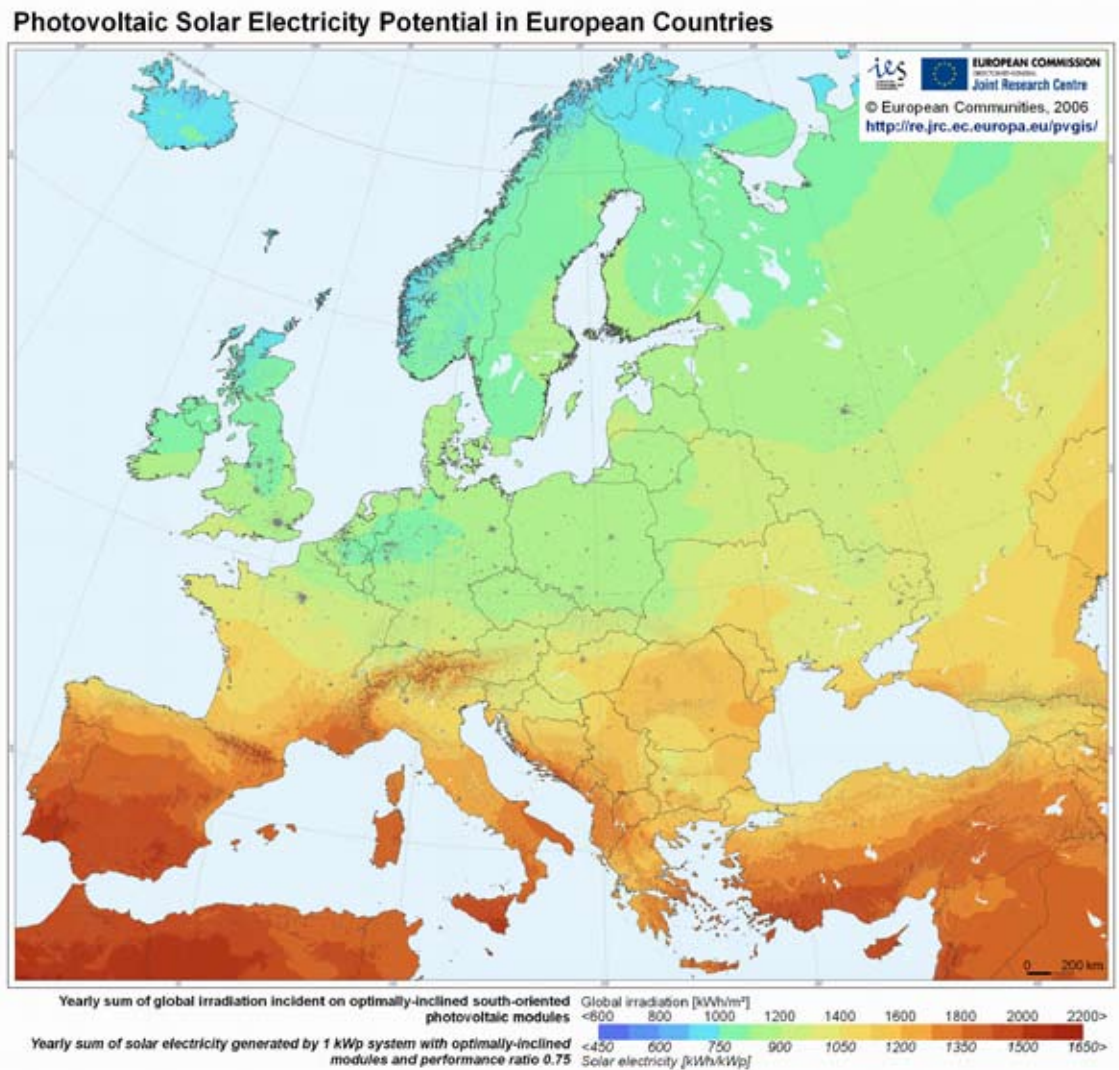 Photovoltaic Solar Electricity Potential in European Countries
ies
EUROPEAN COMMISSION
DIRECTORATE-GENERAL
Joint Research Centre
© European Communities, 2006
http://re.jrc.ec.europa.eu/pvgis/
0 200 km
Yearly sum of global irradiation incident on optimally-inclined south-oriented
photovoltaic modules
Global irradiation [kWh/m²]
<600 800 1000 1200 1400 1600 1800 2000 2200>
Yearly sum of solar electricity generated by 1 kWp system with optimally-inclined
modules and performance ratio 0.75
<450 600 750 900 1050 1200 1350 1500 1650>
Solar electricity [kWh/kWp]